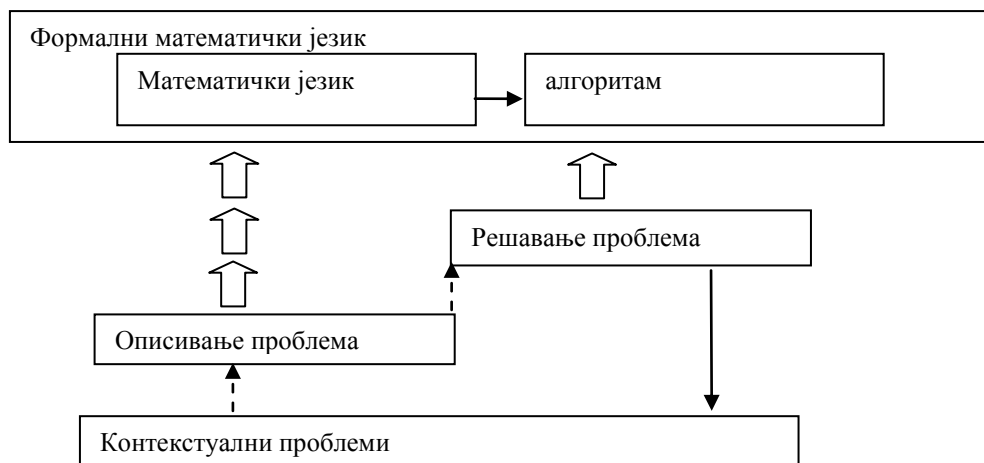 Формални математички језик
Математички језик
алгоритам
Решавање проблема
Описивање проблема
Контекстуални проблеми